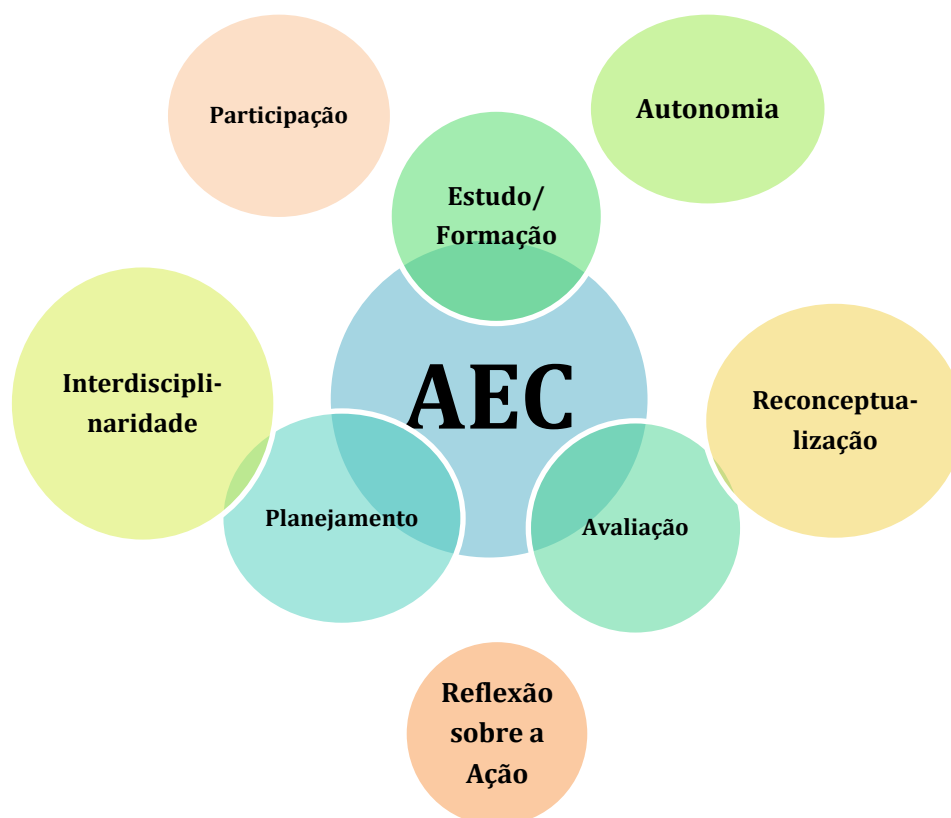 Participação
Autonomia
Estudo/
Formação
Interdiscipli-
naridade
AEC
Reconceptua-
lização
Planejamento
Avaliação
Reflexão
sobre a
Ação